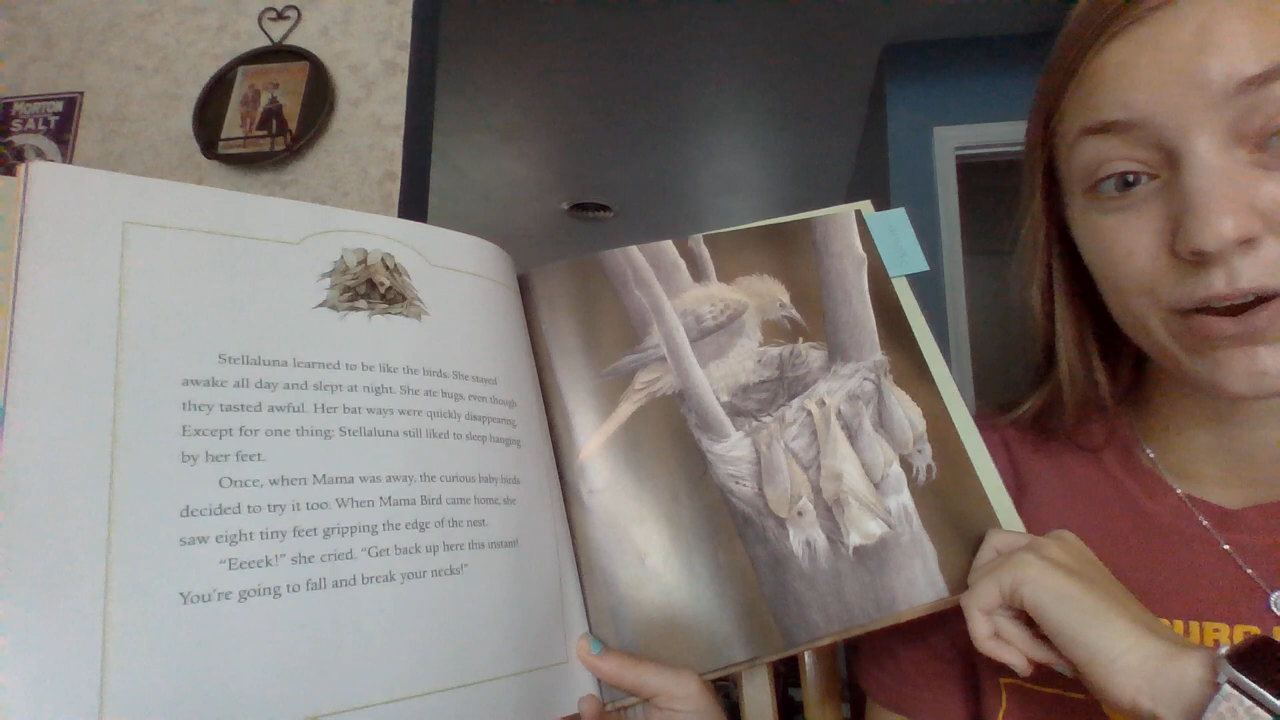 MORTON
SALT
Stellaluna learned to be like the birds. She stayed
awake all day and slept at night. She ate bugs, even though
they tasted awful. Her bat ways were quickly disappearing.
Except for one thing: Stellaluna still liked to sleep hanging
by her feet.
Once, when Mama was away, the curious baby birds
decided to try it too. When Mama Bird came home, she
saw eight tiny feet gripping the edge of the nest.
“Eeeek!” she cried. “Get back up here this instant!
You're going to fall and break your necks!”